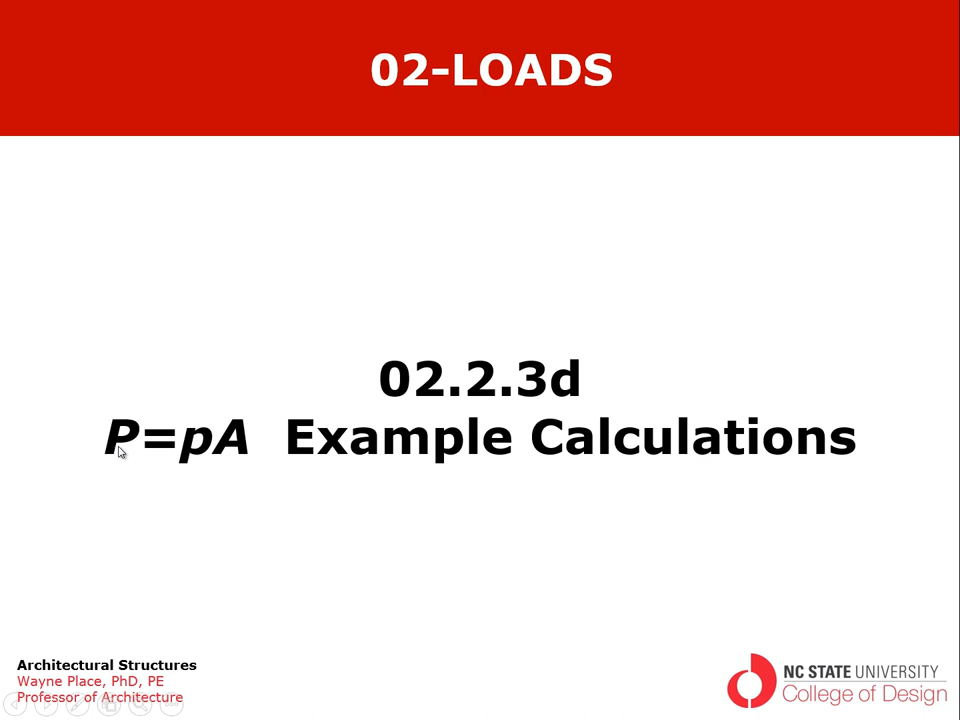 02-LOADS
02.2.3d
P=pA Example Calculations
Architectural Structures
Wayne Place, PhD, PE
Professor of Architecture
NC STATE UNIVERSITY
College of Design